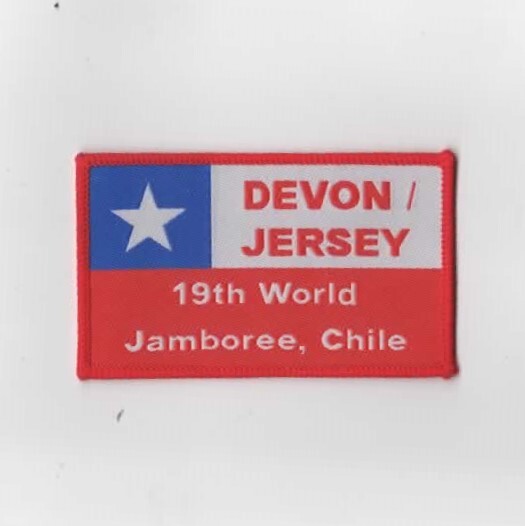 DEVON /
JERSEY
19th World
Jamboree, Chile